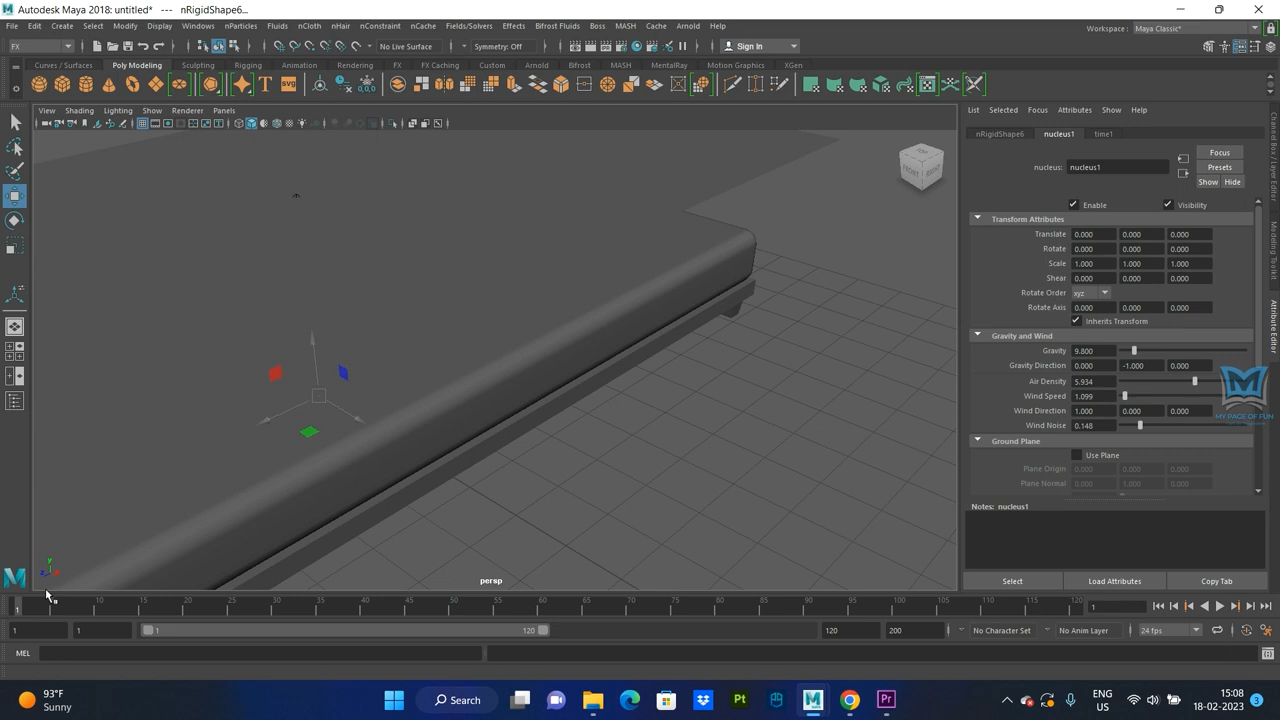 Autodesk Maya 2018: untitled* --- nRigidShape6...
File Edit Create Select Modify Display Windows nParticles Fluids nCloth nHair nConstraint nCache Fields/Solvers Effects Bifrost Fluids Boss MASH Cache Arnold Help
Workspace : Maya Classic*
FX No Live Surface Symmetry: Off Sign In
Curves / Surfaces Poly Modeling Sculpting Rigging Animation Rendering FX FX Caching Custom Arnold Bifrost MASH MentalRay Motion Graphics XGen
SVG
View Shading Lighting Show Renderer Panels
List Selected Focus Attributes Show Help
nRigidShape6 nucleus1 time1
Focus
nucleus: nucleus1 Presets
Show Hide
Enable Visibility
Transform Attributes
Translate 0.000 0.000 0.000
Rotate 0.000 0.000 0.000
Scale 1.000 1.000 1.000
Shear 0.000 0.000 0.000
Rotate Order xyz
Rotate Axis 0.000 0.000 0.000
Inherits Transform
Gravity and Wind
Gravity 9.800
Gravity Direction 0.000 -1.000 0.000
Air Density 5.934
Wind Speed 1.099
Wind Direction 1.000 0.000 0.000
Wind Noise 0.148
MY PAGE OF FUN
Ground Plane
Use Plane
Plane Origin 0.000 0.000 0.000
Plane Normal 0.000 1.000 0.000
Notes: nucleus1
Select Load Attributes Copy Tab
Channel Box / Layer Editor
Modeling Toolkit
Attribute Editor
FRONT RIGHT
persp
1 10 15 20 25 30 35 40 45 50 55 60 65 70 75 80 85 90 95 100 105 110 115 120 1
1 1 1 120 120 200 No Character Set No Anim Layer 24 fps
MEL
93°F
Sunny
Search
ENG
US
15:08
18-02-2023
3